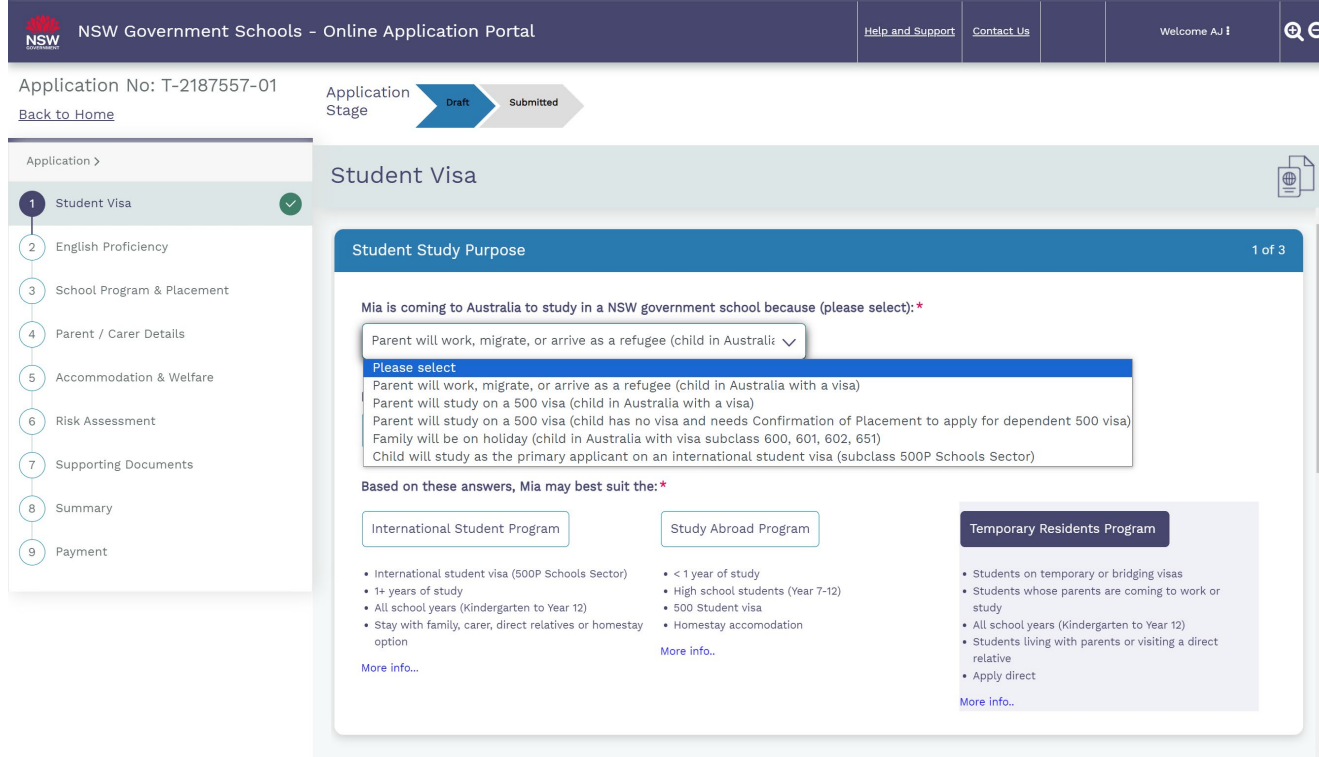 NSW
GOVERNMENT
NSW Government Schools - Online Application Portal
Help and Support
Contact Us
Welcome AJ
Application No: T-2187557-01
Back to Home
Application Stage
Draft
Submitted
Application >
1 Student Visa
2 English Proficiency
3 School Program & Placement
4 Parent / Carer Details
5 Accommodation & Welfare
6 Risk Assessment
7 Supporting Documents
8 Summary
9 Payment
Student Visa
Student Study Purpose
1 of 3
Mia is coming to Australia to study in a NSW government school because (please select):*
Parent will work, migrate, or arrive as a refugee (child in Australia
Please select
Parent will work, migrate, or arrive as a refugee (child in Australia with a visa)
Parent will study on a 500 visa (child in Australia with a visa)
Parent will study on a 500 visa (child has no visa and needs Confirmation of Placement to apply for dependent 500 visa)
Family will be on holiday (child in Australia with visa subclass 600, 601, 602, 651)
Child will study as the primary applicant on an international student visa (subclass 500P Schools Sector)
Based on these answers, Mia may best suit the:*
International Student Program
• International student visa (500P Schools Sector)
• 1+ years of study
• All school years (Kindergarten to Year 12)
• Stay with family, carer, direct relatives or homestay
option
More info...
Study Abroad Program
• < 1 year of study
• High school students (Year 7-12)
• 500 Student visa
• Homestay accomodation
More info..
Temporary Residents Program
• Students on temporary or bridging visas
• Students whose parents are coming to work or
study
• All school years (Kindergarten to Year 12)
• Students living with parents or visiting a direct
relative
• Apply direct
More info..